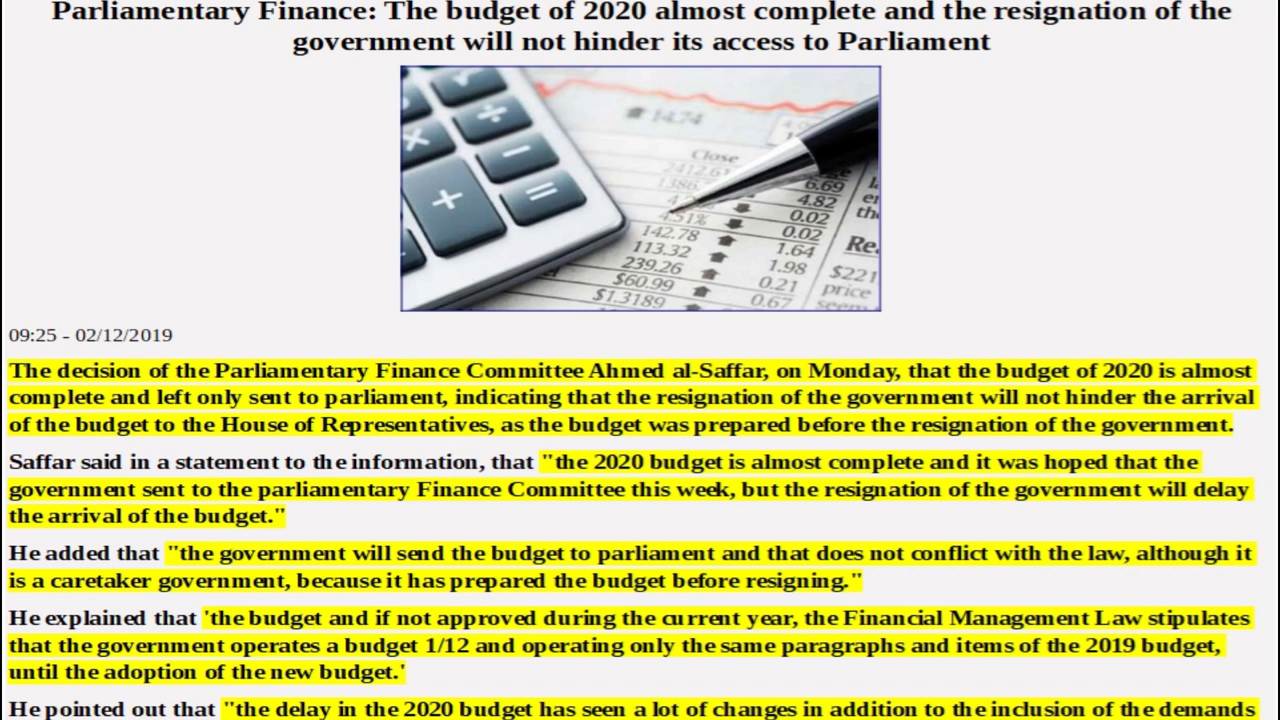 Parliamentary Finance: The budget of 2020 almost complete and the resignation of the
government will not hinder its access to Parliament
14.74
Close
2412.61
6.69
4.82
4.51% 0.02
142.78 0.02
113.32 1.64
239.26 1.98
$60.99 0.21
$1.3189 0.67
$221
price
09:25 - 02/12/2019
The decision of the Parliamentary Finance Committee Ahmed al-Saffar, on Monday, that the budget of 2020 is almost
complete and left only sent to parliament, indicating that the resignation of the government will not hinder the arrival
of the budget to the House of Representatives, as the budget was prepared before the resignation of the government.
Saffar said in a statement to the information, that "the 2020 budget is almost complete and it was hoped that the
government sent to the parliamentary Finance Committee this week, but the resignation of the government will delay
the arrival of the budget."
He added that "the government will send the budget to parliament and that does not conflict with the law, although it
is a caretaker government, because it has prepared the budget before resigning."
He explained that 'the budget and if not approved during the current year, the Financial Management Law stipulates
that the government operates a budget 1/12 and operating only the same paragraphs and items of the 2019 budget,
until the adoption of the new budget.'
He pointed out that "the delay in the 2020 budget has seen a lot of changes in addition to the inclusion of the demands